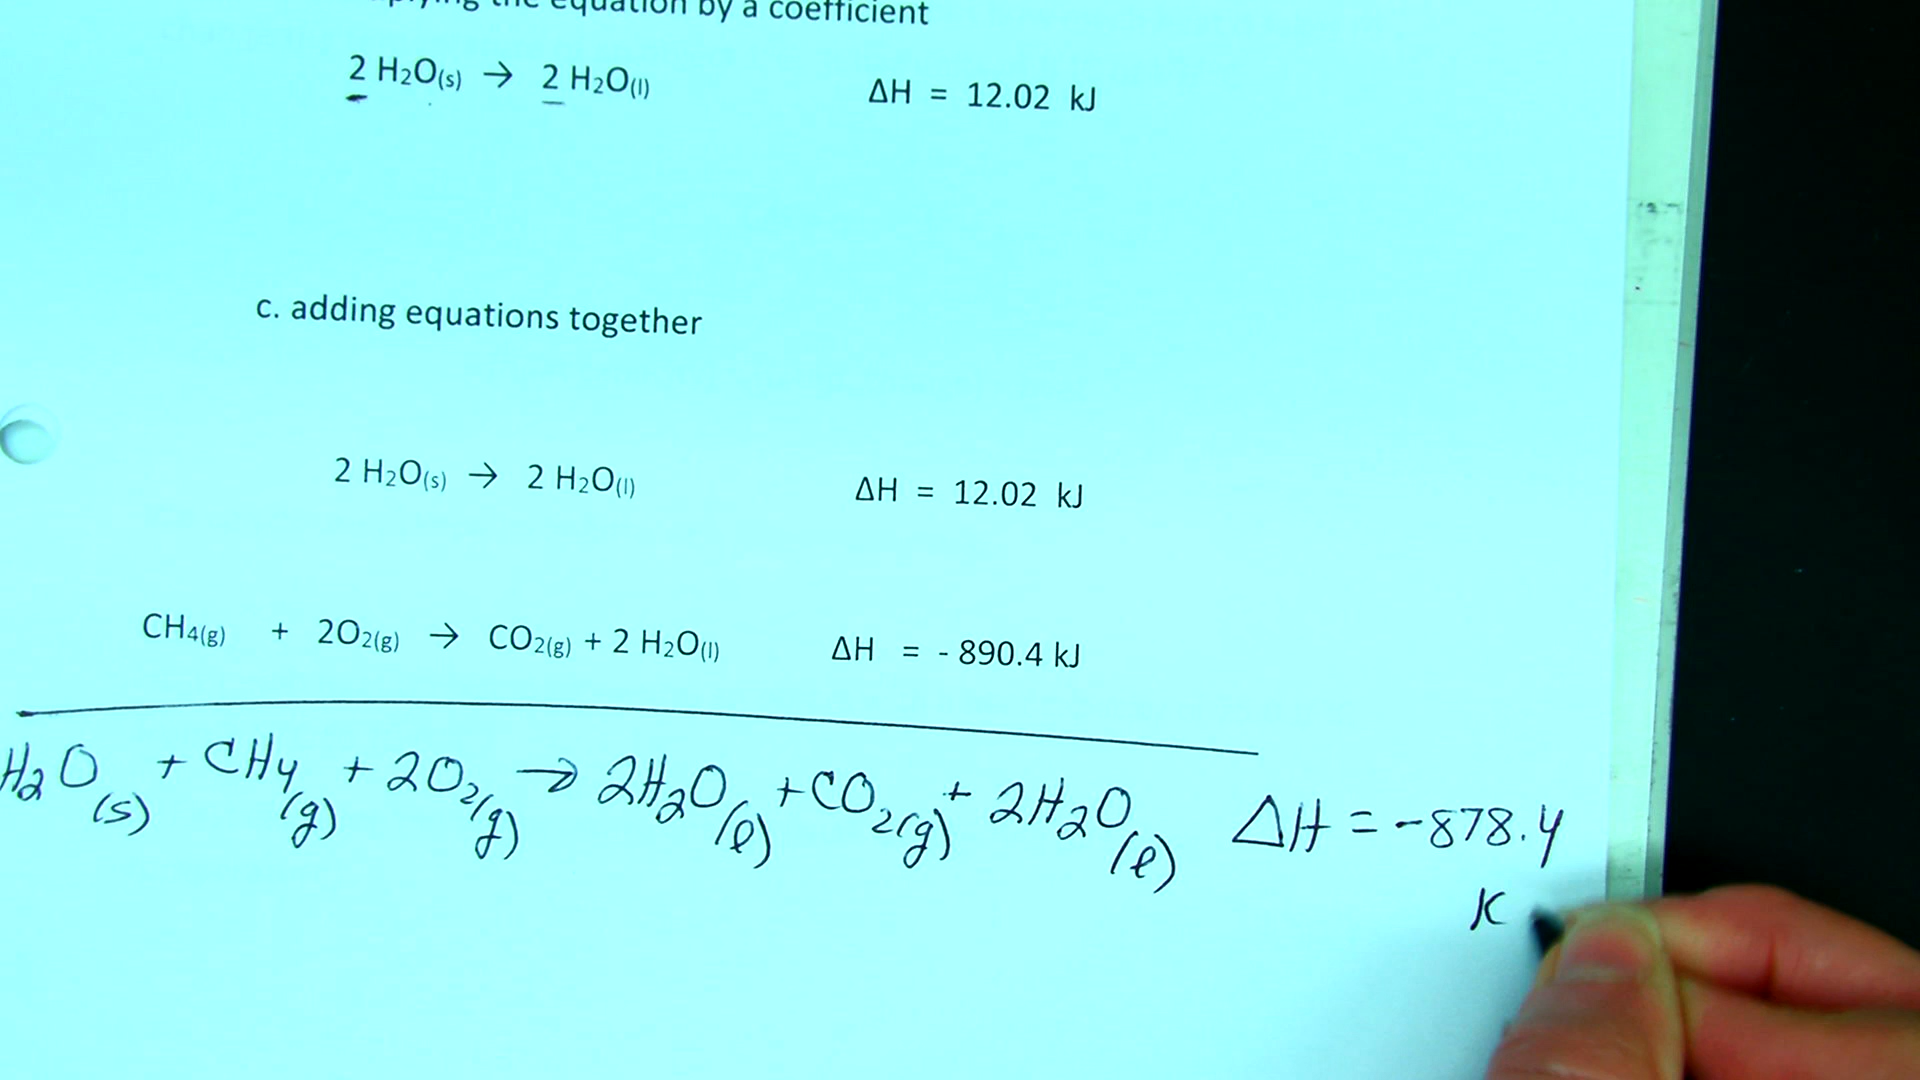 the equation by a coefficient
2 H₂O(s) → 2 H₂O(l) ΔH = 12.02 kJ
c. adding equations together
2 H₂O(s) → 2 H₂O(l) ΔH = 12.02 kJ
CH₄(g) + 2O₂(g) → CO₂(g) + 2 H₂O(l) ΔH = - 890.4 kJ
H₂O(s) + CH₄(g) + 2O₂(g) → 2H₂O(l) + CO₂(g) + 2H₂O(l) ΔH = -878.4
K